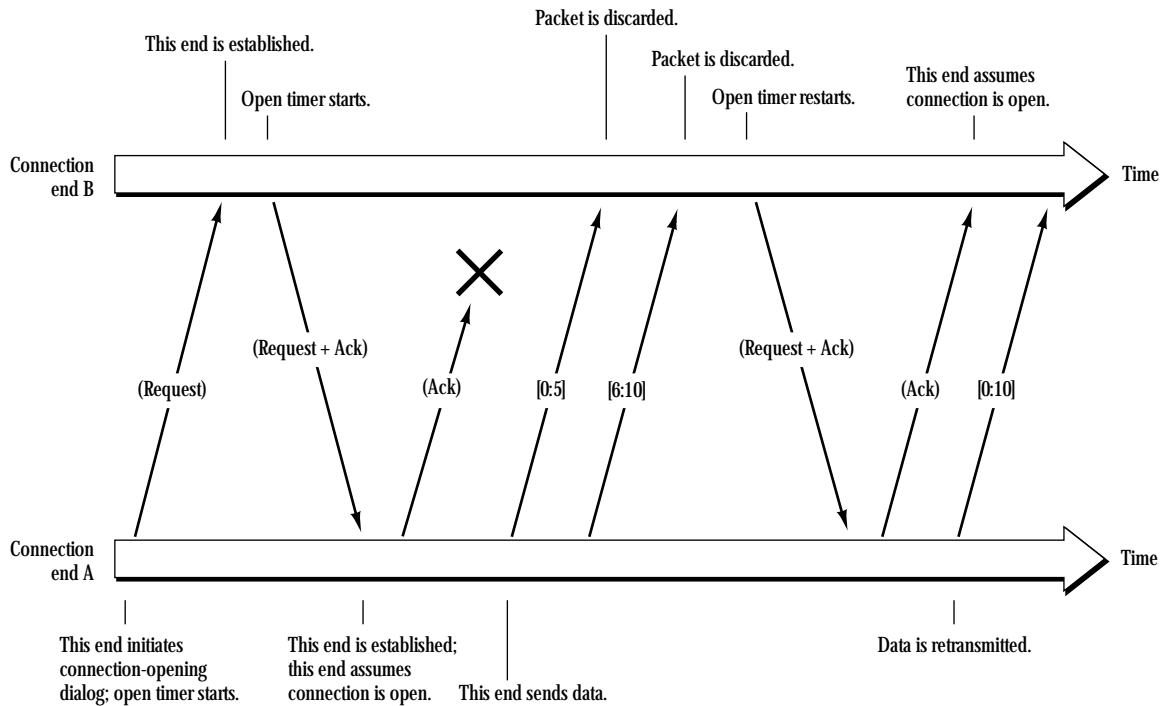 Packet is discarded.
This end is established.
Packet is discarded.
This end assumes
connection is open.
Open timer starts.
Open timer restarts.
Connection
end B
Time
(Request + Ack)
(Request + Ack)
(Request)
(Ack)
[0:5]
[6:10]
(Ack)
[0:10]
Connection
end A
Time
This end initiates
connection-opening
dialog; open timer starts.
This end is established;
this end assumes
connection is open.
This end sends data.
Data is retransmitted.